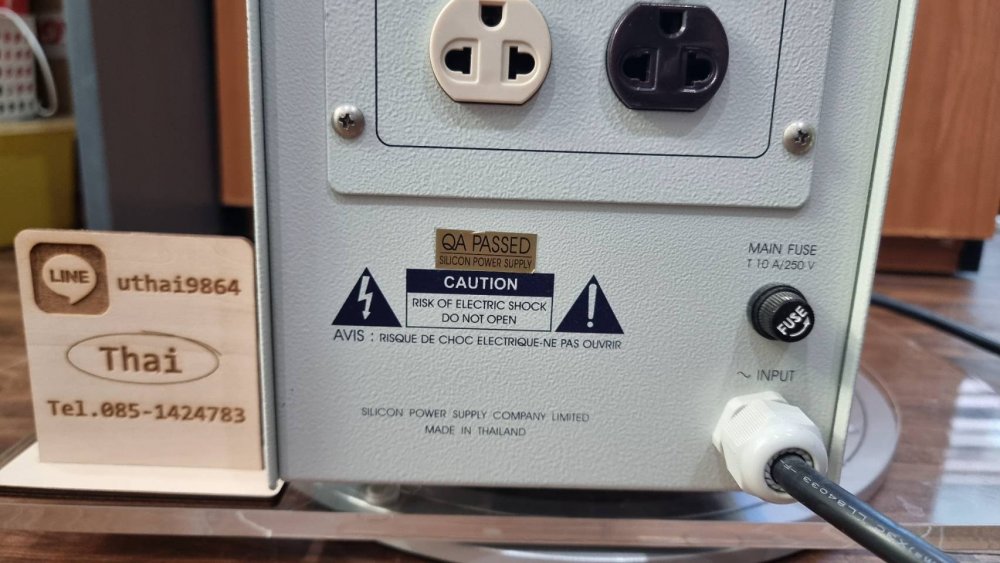 LINE
uthai9864
Thai
Tel.085-1424783
QA PASSED
SILICON POWER SUPPLY
CAUTION
RISK OF ELECTRIC SHOCK
DO NOT OPEN
AVIS : RISQUE DE CHOC ELECTRIQUE-NE PAS OUVRIR
SILICON POWER SUPPLY COMPANY LIMITED
MADE IN THAILAND
MAIN FUSE
T 10 A/250 V
FUSE
~ INPUT
LL84033